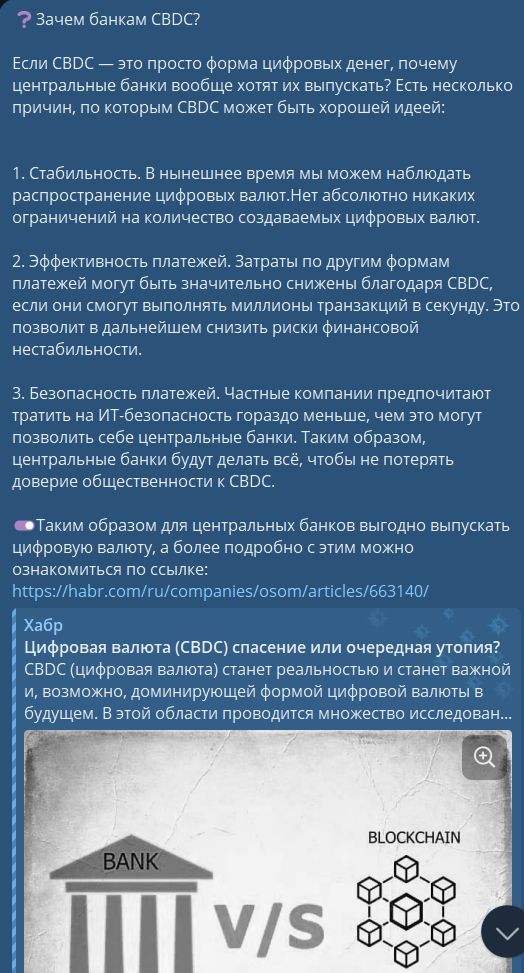 ❓Зачем банкам CBDC?
Если CBDC — это просто форма цифровых денег, почему
центральные банки вообще хотят их выпускать? Есть несколько
причин, по которым CBDC может быть хорошей идеей:
1. Стабильность. В нынешнее время мы можем наблюдать
распространение цифровых валют.Нет абсолютно никаких
ограничений на количество создаваемых цифровых валют.
2. Эффективность платежей. Затраты по другим формам
платежей могут быть значительно снижены благодаря CBDC,
если они смогут выполнять миллионы транзакций в секунду. Это
позволит в дальнейшем снизить риски финансовой
нестабильности.
3. Безопасность платежей. Частные компании предпочитают
тратить на ИТ-безопасность гораздо меньше, чем это могут
позволить себе центральные банки. Таким образом,
центральные банки будут делать всё, чтобы не потерять
доверие общественности к CBDC.
Таким образом для центральных банков выгодно выпускать
цифровую валюту, а более подробно с этим можно
ознакомиться по ссылке:
https://habr.com/ru/companies/osom/articles/663140/
Хабр
Цифровая валюта (CBDC) спасение или очередная утопия?
CBDC (цифровая валюта) станет реальностью и станет важной
и, возможно, доминирующей формой цифровой валюты в
будущем. В этой области проводится множество исследован...
BLOCKCHAIN
BANK
V/S